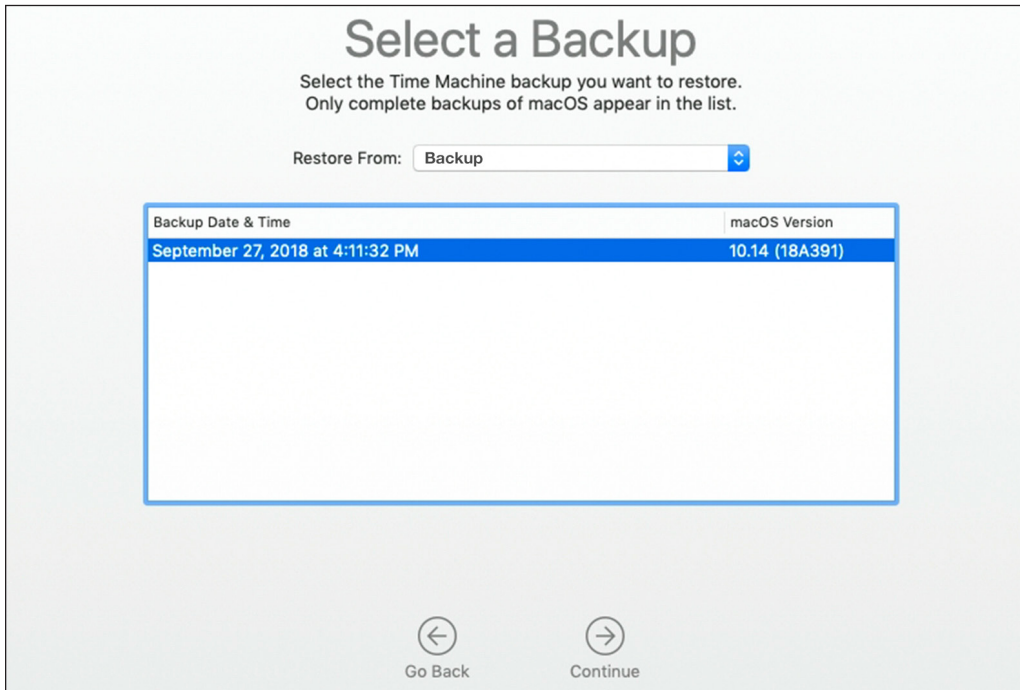 Select a Backup
Select the Time Machine backup you want to restore.
Only complete backups of macOS appear in the list.
Restore From: Backup
Backup Date & Time macOS Version
September 27, 2018 at 4:11:32 PM 10.14 (18A391)
Go Back Continue